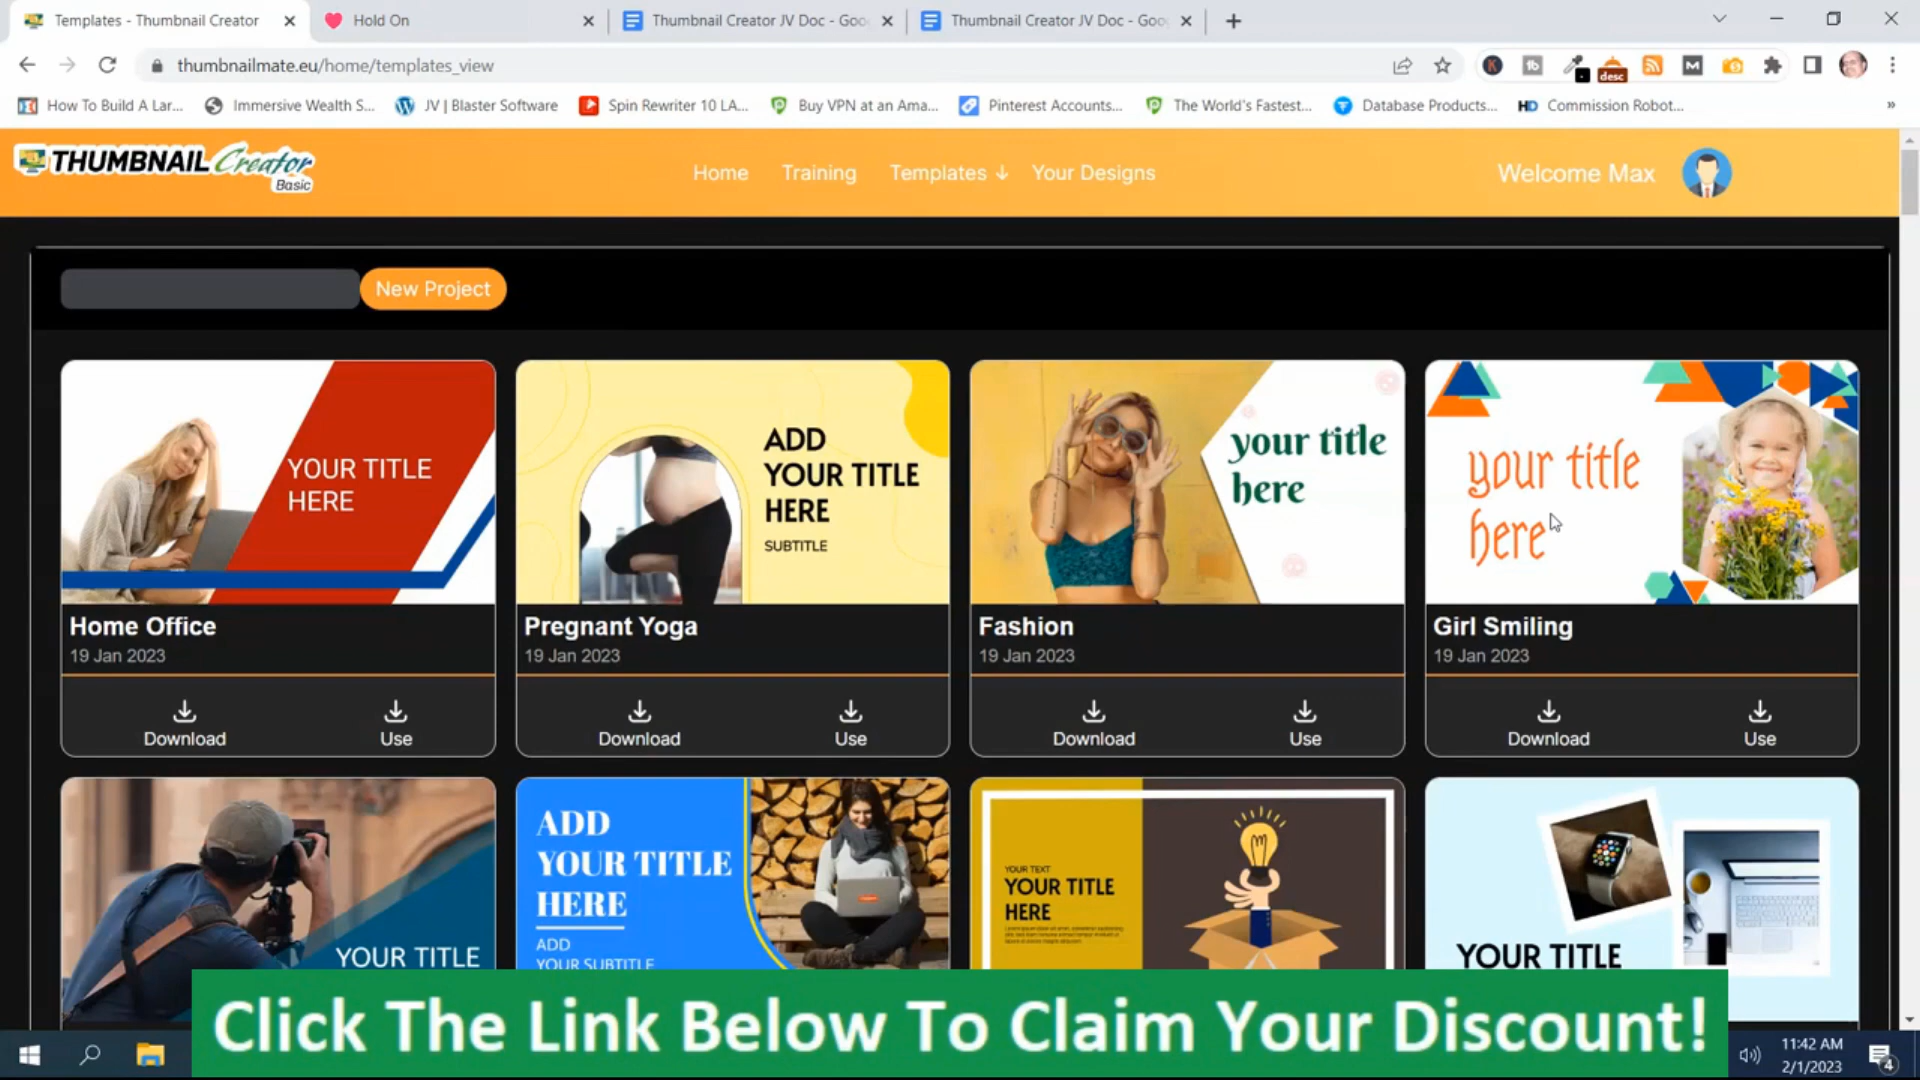 Templates - Thumbnail Creator
Hold On
Thumbnail Creator JV Doc - Goo
Thumbnail Creator JV Doc - Goo
thumbnailmate.eu/home/templates_view
desc
How To Build A Lar...
Immersive Wealth S...
JV | Blaster Software
Spin Rewriter 10 LA...
Buy VPN at an Ama...
Pinterest Accounts...
The World's Fastest...
Database Products...
HD Commission Robot...
THUMBNAIL Creator
Basic
Home
Training
Templates ↓
Your Designs
Welcome Max
New Project
YOUR TITLE
HERE
ADD
YOUR TITLE
HERE
SUBTITLE
your title
here
your title
here
Home Office
19 Jan 2023
Pregnant Yoga
19 Jan 2023
Fashion
19 Jan 2023
Girl Smiling
19 Jan 2023
Download
Use
Download
Use
Download
Use
Download
Use
YOUR TITLE
ADD
YOUR TITLE
HERE
ADD
YOUR SUBTITLE
YOUR TEXT
YOUR TITLE
HERE
YOUR TITLE
Click The Link Below To Claim Your Discount!
11:42 AM
2/1/2023
4